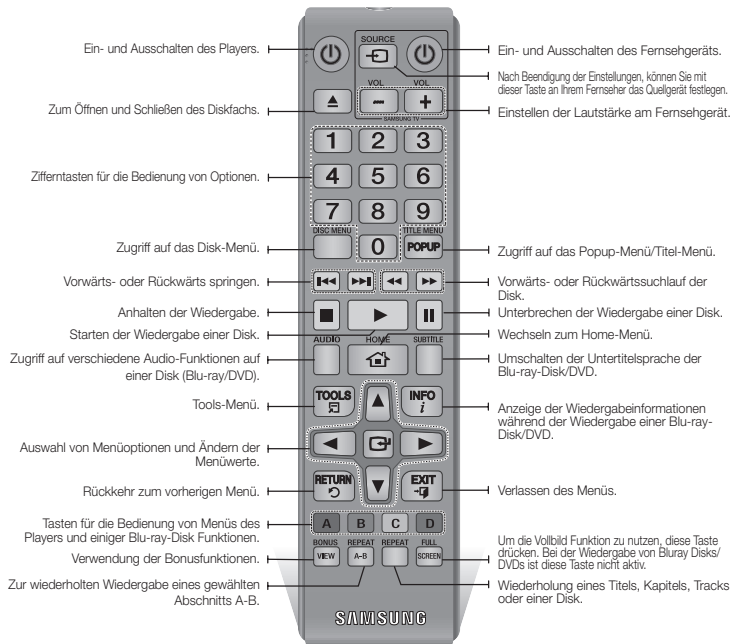 Ein- und Ausschalten des Players.
Zum Öffnen und Schließen des Diskfachs.
Zifferntasten für die Bedienung von Optionen.
Zugriff auf das Disk-Menü.
Vorwärts- oder Rückwärts springen.
Anhalten der Wiedergabe.
Starten der Wiedergabe einer Disk.
Zugriff auf verschiedene Audio-Funktionen auf
einer Disk (Blu-ray/DVD).
Tools-Menü.
Auswahl von Menüoptionen und Ändern der
Menüwerte.
Rückkehr zum vorherigen Menü.
Tasten für die Bedienung von Menüs des
Players und einiger Blu-ray-Disk Funktionen.
Verwendung der Bonusfunktionen.
Zur wiederholten Wiedergabe eines gewählten
Abschnitts A-B.
SOURCE
VOL VOL
SAMSUNG TV
1 2 3
4 5 6
7 8 9
DISC MENU TITLE MENU
0 POPUP
AUDIO HOME SUBTITLE
TOOLS INFO
i
RETURN EXIT
A B C D
BONUS REPEAT REPEAT FULL
VIEW A-B SCREEN
SAMSUNG
Ein- und Ausschalten des Fernsehgeräts.
Nach Beendigung der Einstellungen, können Sie mit
dieser Taste an Ihrem Fernseher das Quellgerät festlegen.
Einstellen der Lautstärke am Fernsehgerät.
Zugriff auf das Popup-Menü/Titel-Menü.
Vorwärts- oder Rückwärtssuchlauf der
Disk.
Unterbrechen der Wiedergabe einer Disk.
Wechseln zum Home-Menü.
Umschalten der Untertitelsprache der
Blu-ray-Disk/DVD.
Anzeige der Wiedergabeinformationen
während der Wiedergabe einer Blu-ray-
Disk/DVD.
Verlassen des Menüs.
Um die Vollbild Funktion zu nutzen, diese Taste
drücken. Bei der Wiedergabe von Bluray Disks/
DVDs ist diese Taste nicht aktiv.
Wiederholung eines Titels, Kapitels, Tracks
oder einer Disk.